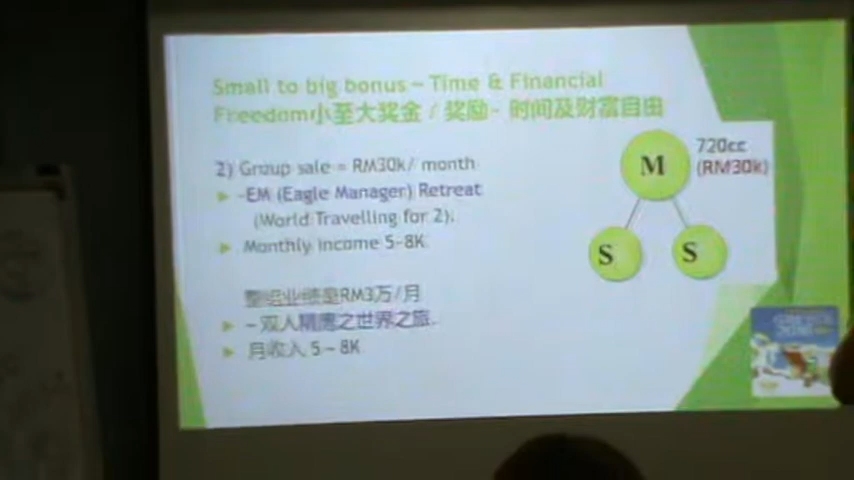 Small to big bonus – Time & Financial
Freedom小至大奖金 / 奖励- 时间及财富自由
2) Group sale = RM30k/ month
-EM (Eagle Manager) Retreat
(World Travelling for 2).
Monthly Income 5-8K
整组业绩是RM3万/月
– 双人精鹰之世界之旅.
月收入 5 – 8K
720cc
(RM30k)
M
S
S